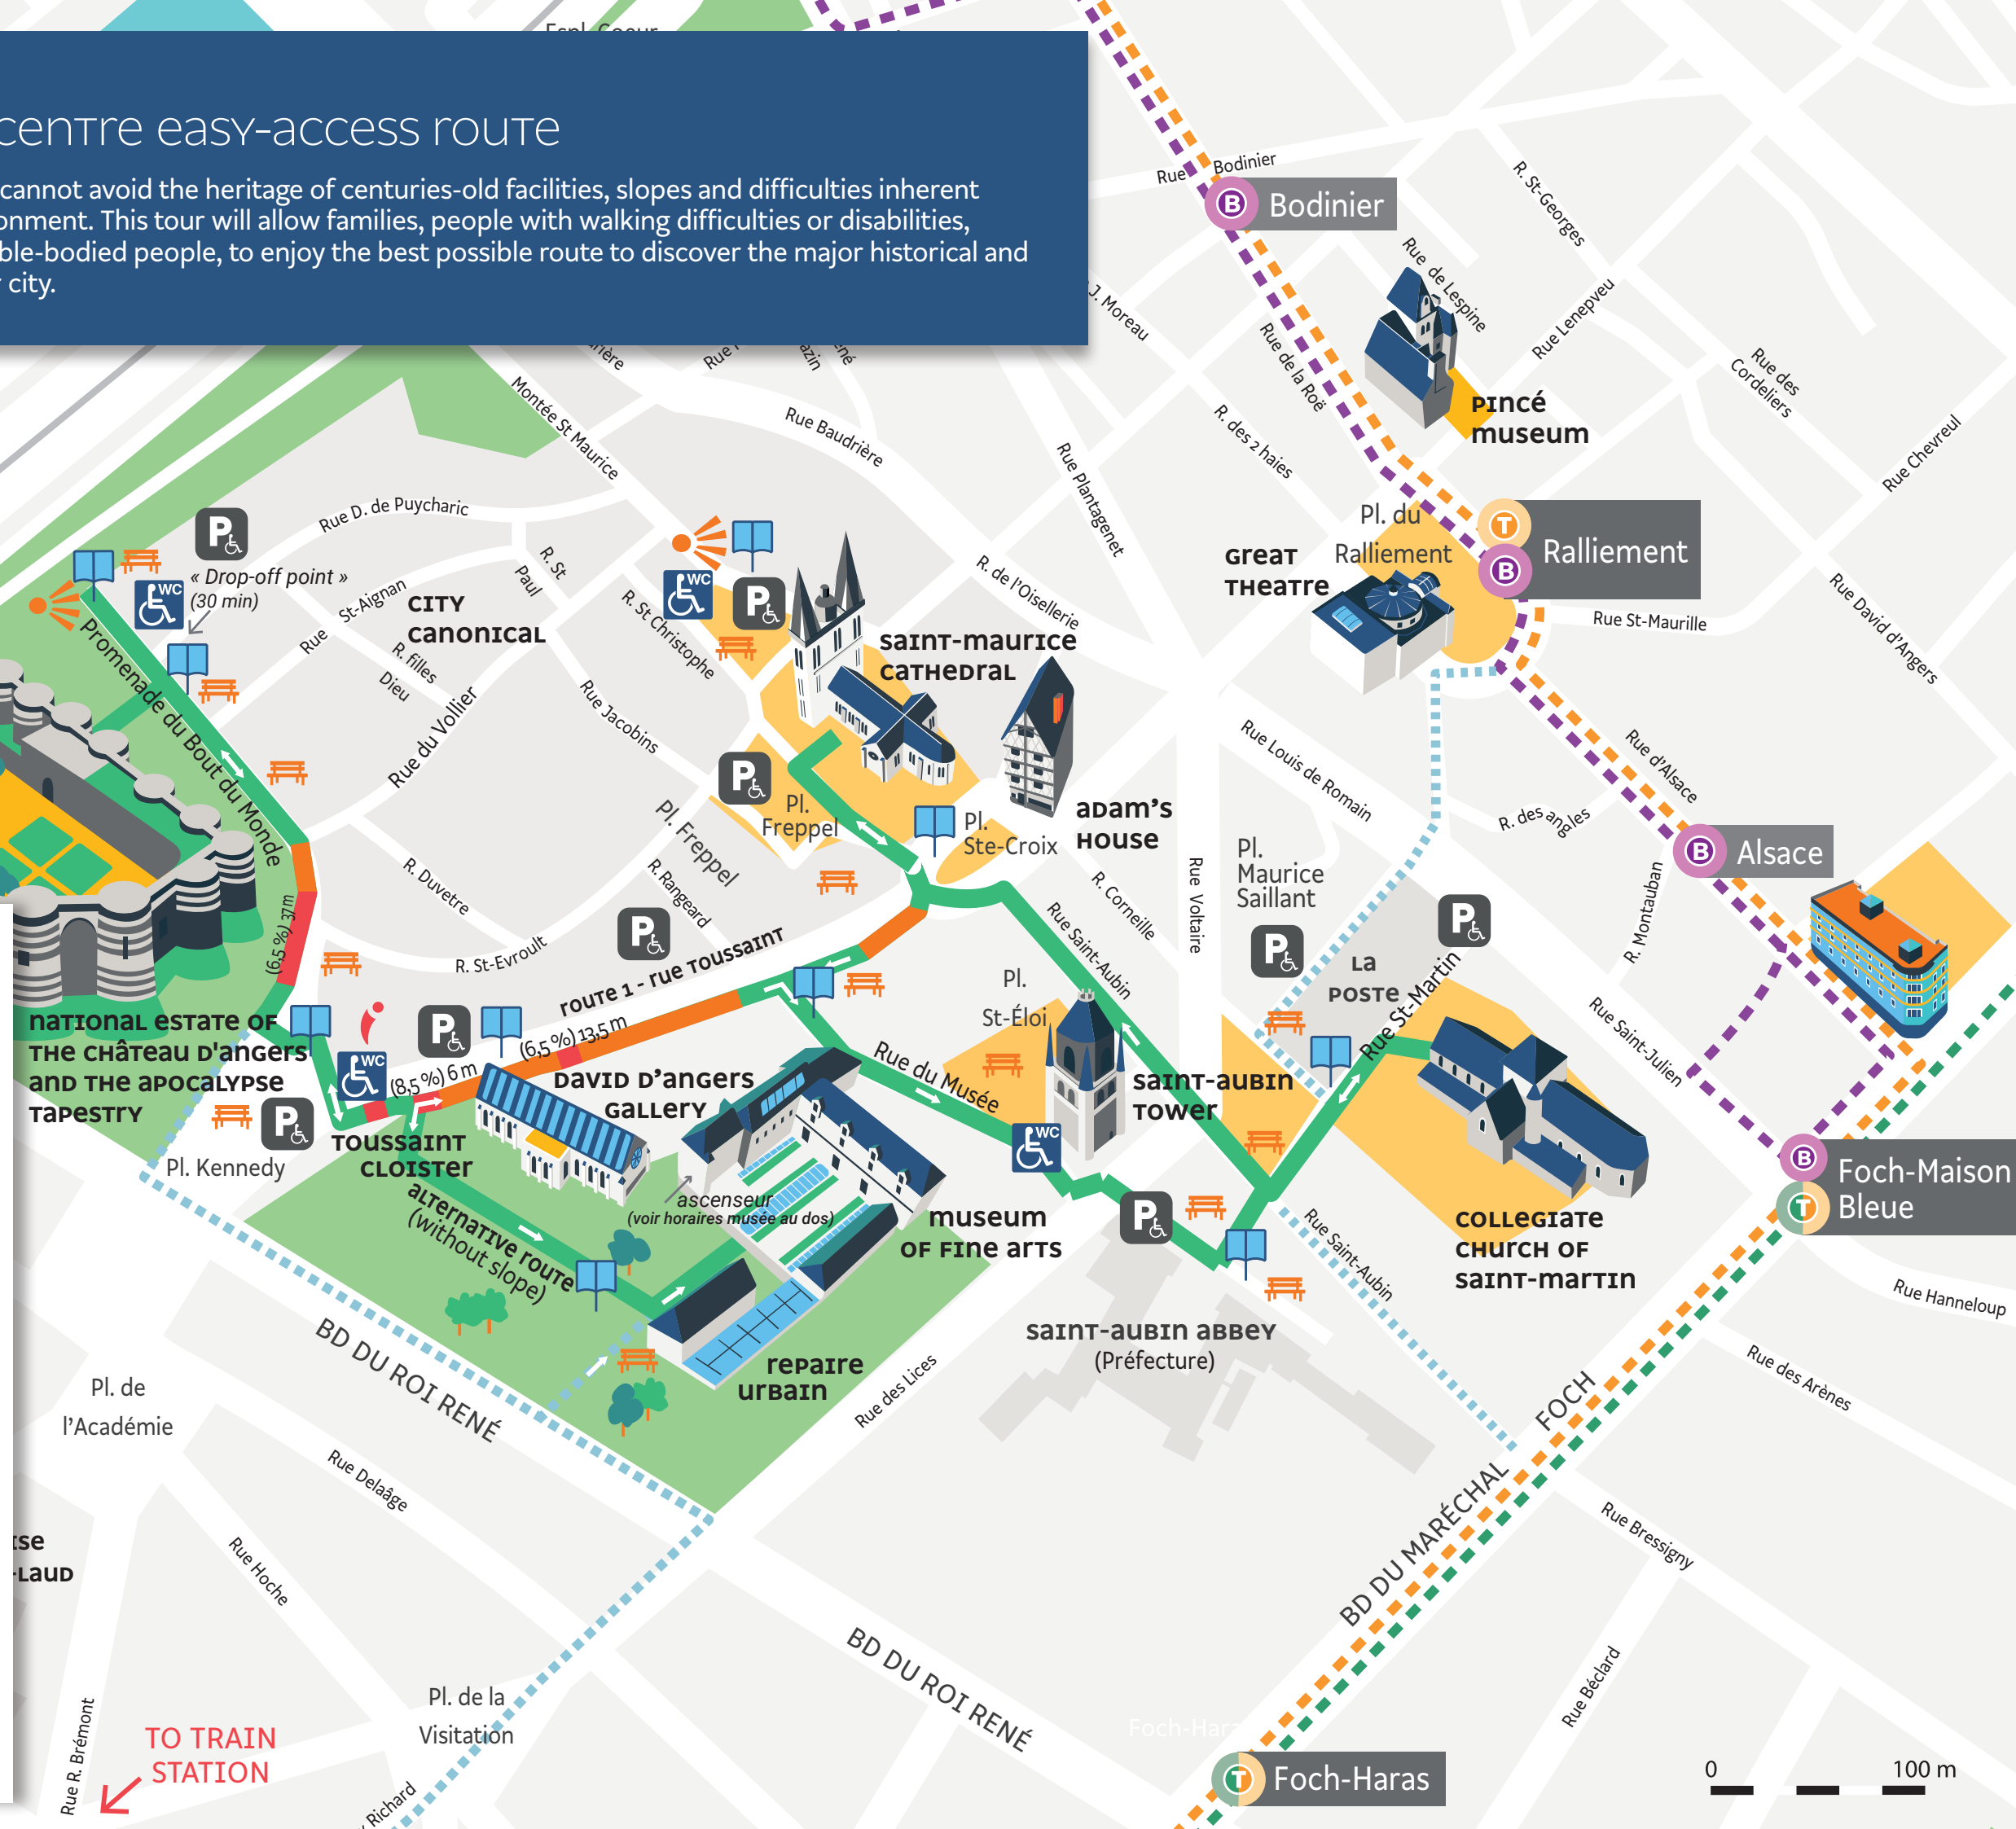 centre easy-access route
cannot avoid the heritage of centuries-old facilities, slopes and difficulties inherent
onment. This tour will allow families, people with walking difficulties or disabilities,
ble-bodied people, to enjoy the best possible route to discover the major historical and
city.
Rue Bodinier
B Bodinier
R. St-Georges
Rue de Lespine
Rue Lenepveu
J. Moreau
Rue de la Roë
Rue des
Cordeliers
Pincé
museum
Rue Chevreul
R. des 2 haies
Montée St Maurice
Rue Baudrière
Rue Plantagenet
Rue D. de Puycharic
P
« Drop-off point »
(30 min)
WC
Rue St-Aignan
City
canonical
R. St
Paul
R. filles
Dieu
R. St Christophe
WC
P
R. de l'Oisellerie
Great
Theatre
Pl. du
Ralliement
T
B
Ralliement
Rue St-Maurille
Rue David d'Angers
Saint-Maurice
Cathedral
Promenade du Bout du Monde
Rue du Vollier
Rue Jacobins
P
Pl.
Freppel
Pl. Freppel
Pl.
Ste-Croix
Adam's
House
Rue Louis de Romain
Rue d'Alsace
R. des angles
B Alsace
R. Duvetre
R. Rangeard
R. Corneille
Rue Voltaire
Pl.
Maurice
Saillant
P
P
R. Montauban
(6,5 %) 37 m
R. St-Evroult
P
Route 1 - rue Toussaint
Rue Saint-Aubin
La
Poste
Rue St-Martin
Rue Saint-Julien
Pl.
St-Éloi
National Estate of
the Château d'Angers
and the Apocalypse
Tapestry
P
WC
(8,5 %) 6 m
(6,5 %) 13,5 m
David d'Angers
Gallery
Rue du Musée
Saint-Aubin
Tower
WC
P
Pl. Kennedy
Toussaint
Cloister
Alternative route
(without slope)
ascenseur
(voir horaires musée au dos)
Museum
of Fine Arts
P
Rue Saint-Aubin
Collegiate
Church of
Saint-Martin
B
T
Foch-Maison
Bleue
Rue Hanneloup
Saint-Aubin Abbey
(Préfecture)
Repaire
Urbain
Rue des Lices
BD DU ROI RENÉ
Pl. de
l'Académie
Rue Delaâge
Rue des Arènes
BD DU MARÉCHAL FOCH
Rue Bressigny
-Laud
Rue Hoche
BD DU ROI RENÉ
Rue Béclard
Pl. de la
Visitation
Rue R. Brémont
TO TRAIN
STATION
Richard
T Foch-Haras
0 100 m